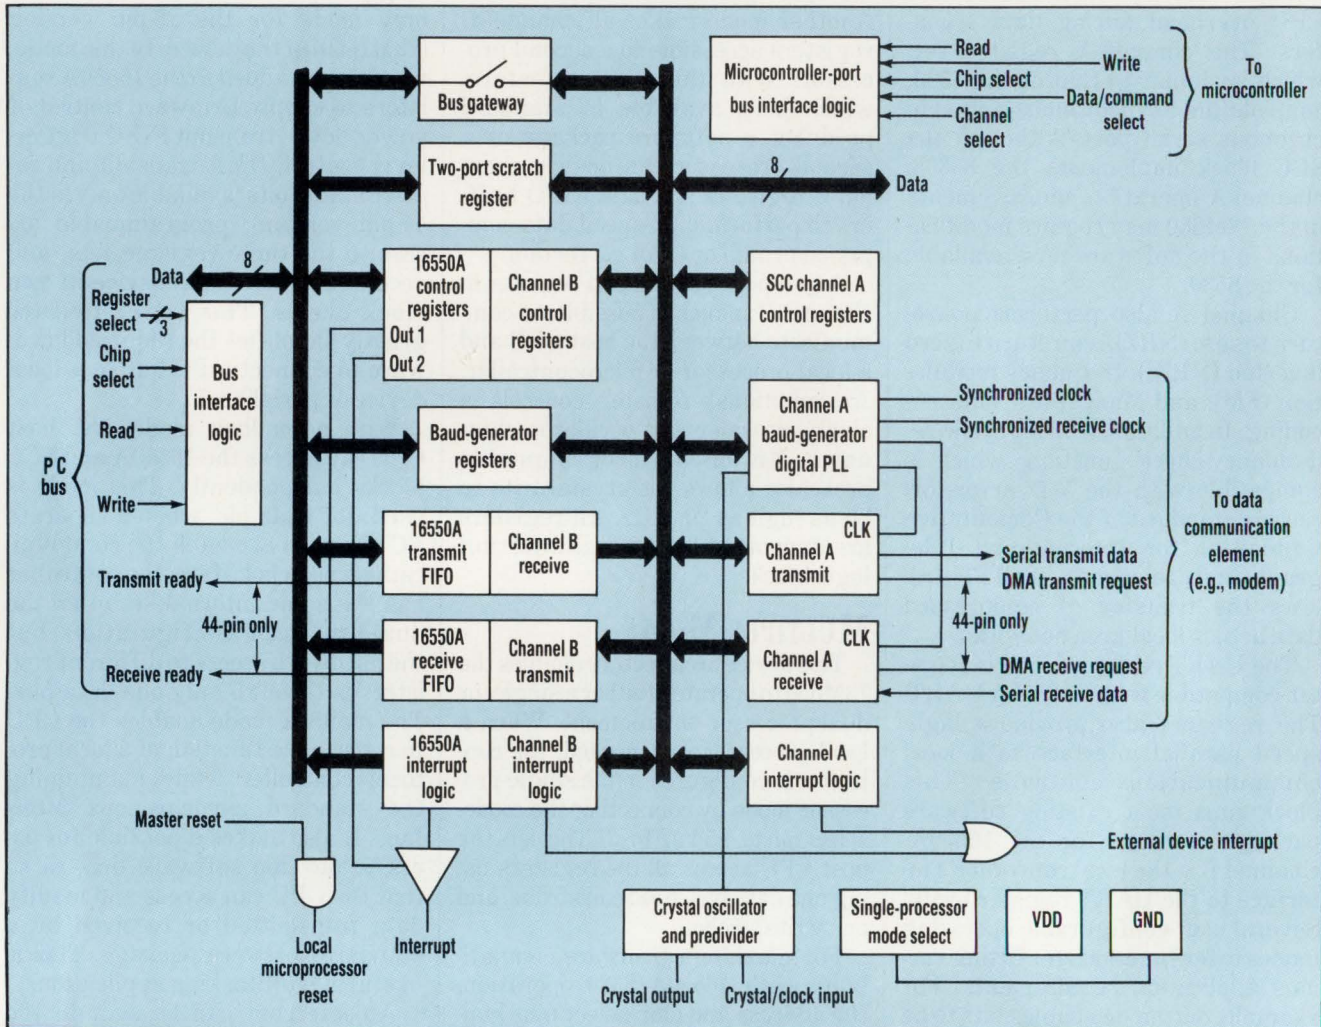 Bus gateway
Microcontroller-port
bus interface logic
Read
Write
Chip select
Data/command
select
Channel
select
To
microcontroller
Two-port scratch
register
8
Data
Data
8
Register
select
3
Chip
select
Read
Write
PC
bus
Bus
interface
logic
16550A
control
registers
Out 1
Out 2
Channel B
control
regsiters
SCC channel A
control registers
Baud-generator
registers
Channel A
baud-generator
digital PLL
Synchronized clock
Synchronized receive clock
16550A
transmit
FIFO
Channel B
receive
CLK
Channel A
transmit
Serial transmit data
DMA transmit request
44-pin only
DMA receive request
Serial receive data
To data
communication
element
(e.g., modem)
Transmit ready
44-pin only
Receive ready
16550A
receive
FIFO
Channel B
transmit
CLK
Channel A
receive
16550A
interrupt
logic
Channel B
interrupt
logic
Channel A
interrupt logic
Master reset
External device interrupt
Local
microprocessor
reset
Interrupt
Crystal oscillator
and predivider
Single-processor
mode select
VDD
GND
Crystal output
Crystal/clock input